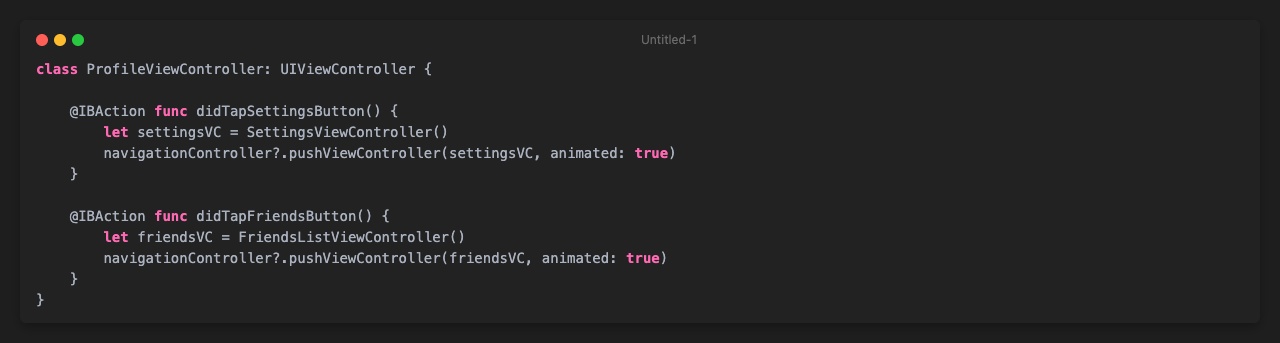 Untitled-1
class ProfileViewController: UIViewController {
    @IBAction func didTapSettingsButton() {
        let settingsVC = SettingsViewController()
        navigationController?.pushViewController(settingsVC, animated: true)
    }
    @IBAction func didTapFriendsButton() {
        let friendsVC = FriendsListViewController()
        navigationController?.pushViewController(friendsVC, animated: true)
    }
}